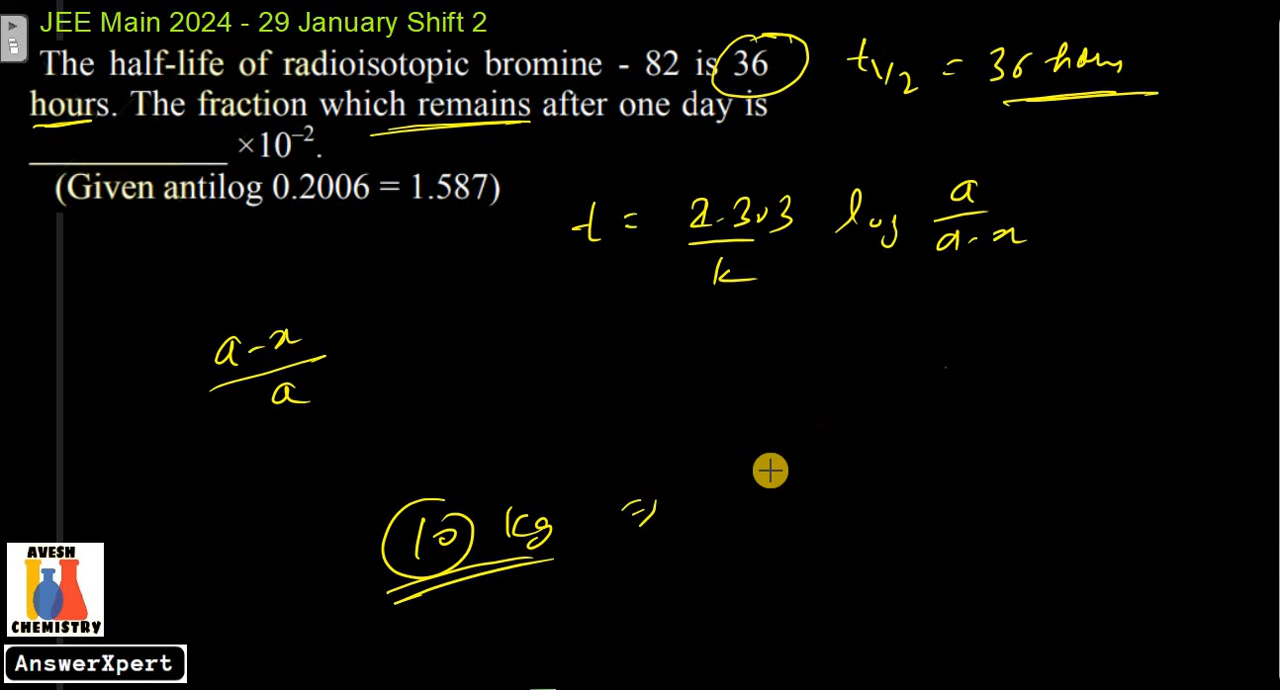 JEE Main 2024 - 29 January Shift 2
The half-life of radioisotopic bromine - 82 is 36
hours. The fraction which remains after one day is
____________ ×10⁻².
(Given antilog 0.2006 = 1.587)
t1/2 = 36 hours
t = 2.303/k log a/a-x
a-x/a
10 kg ⇒
AVESH
CHEMISTRY
AnswerXpert